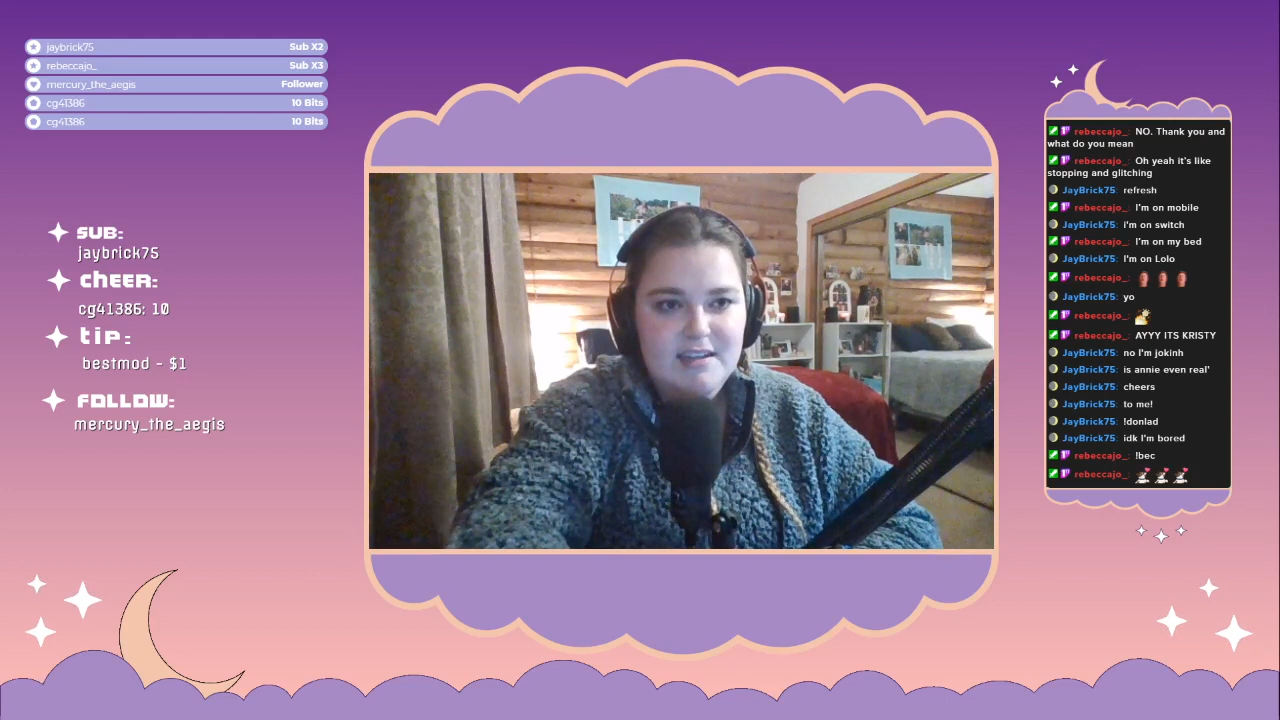 jaybrick75 Sub X2
rebeccajo_ Sub X3
mercury_the_aegis Follower
cg41386 10 Bits
cg41386 10 Bits
SUB:
jaybrick75
CHEER:
cg41386: 10
TIP:
bestmod - $1
FOLLOW:
mercury_the_aegis
rebeccajo_: NO. Thank you and
what do you mean
rebeccajo_: Oh yeah it's like
stopping and glitching
JayBrick75: refresh
rebeccajo_: I'm on mobile
JayBrick75: i'm on switch
rebeccajo_: I'm on my bed
JayBrick75: I'm on Lolo
rebeccajo_:
JayBrick75: yo
rebeccajo_:
rebeccajo_: AYYY ITS KRISTY
JayBrick75: no I'm jokinh
JayBrick75: is annie even real'
JayBrick75: cheers
JayBrick75: to me!
JayBrick75: !donlad
JayBrick75: idk I'm bored
rebeccajo_: !bec
rebeccajo_: